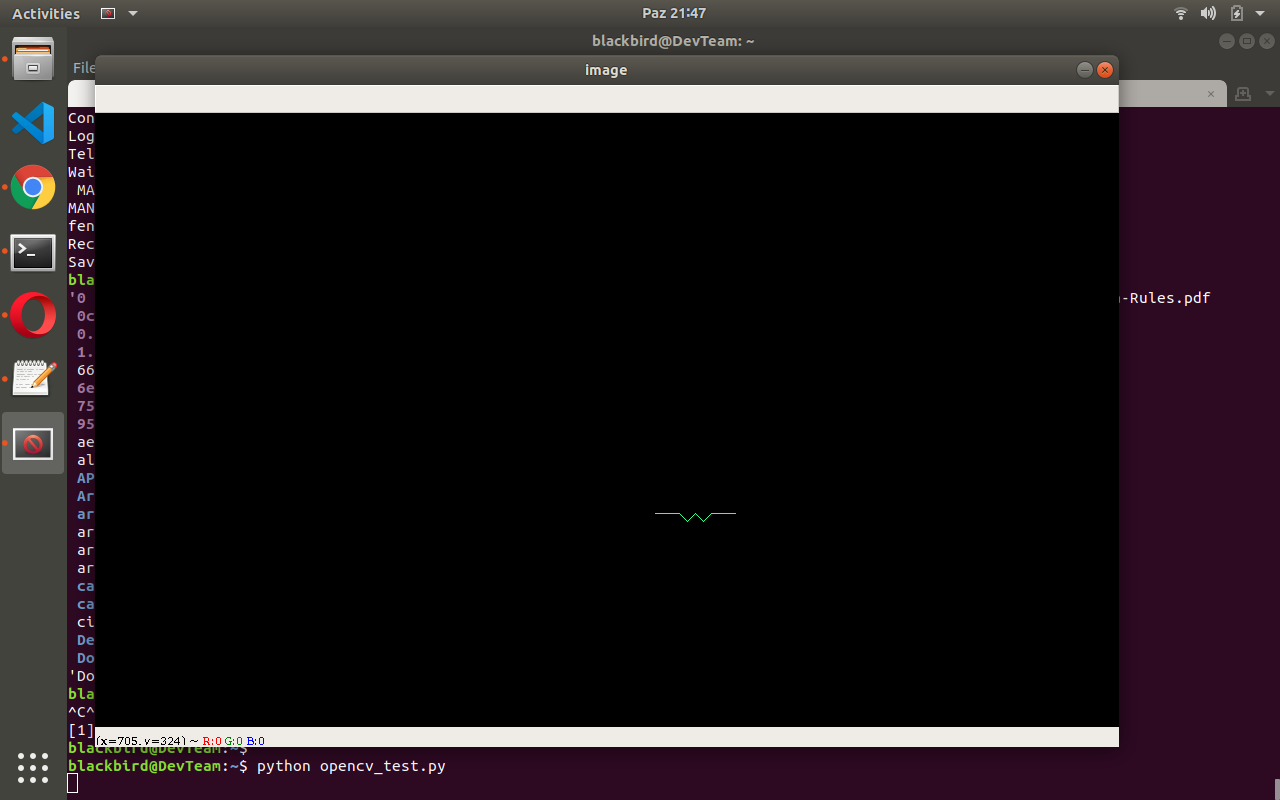 Activities
Paz 21:47
blackbird@DevTeam: ~
File
image
Con
Log
Tel
Wai
MA
MAN
fen
Rec
Sav
bla
'0
-Rules.pdf
0c
0.
1.
66
6e
75
95
ae
al
AP
Ar
ar
ar
ar
ar
ca
ca
ci
De
Do
'Do
bla
^C^
[1]
(x=705, y=324) ~ R:0 G:0 B:0
blackbird@DevTeam:~$
blackbird@DevTeam:~$ python opencv_test.py